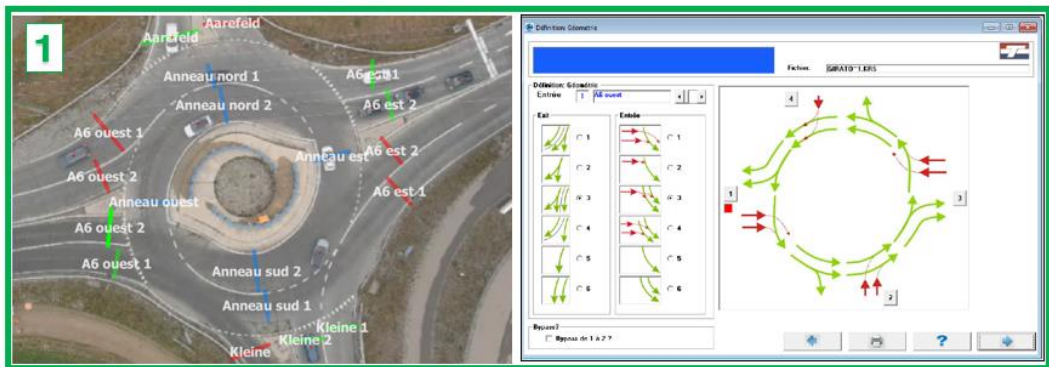 1
Aarefeld
Aarefeld
Anneau nord 1
Anneau nord 2
A6 est 1
A6 est 2
A6 ouest 1
A6 ouest 2
Anneau est
A6 est 2
A6 est 1
Anneau ouest
A6 ouest 2
A6 ouest 1
Anneau sud 2
Anneau sud 1
Kleine 1
Kleine 2
Kleine
Définition: Géométrie
Fichier:
Définition: Géométrie
Entrée 1 A6 ouest
Exit
Entrée
1
2
3
4
5
6
1
2
3
4
5
6
4
1
3
2
Bypass?
Bypass de 1 à 2 ?
?